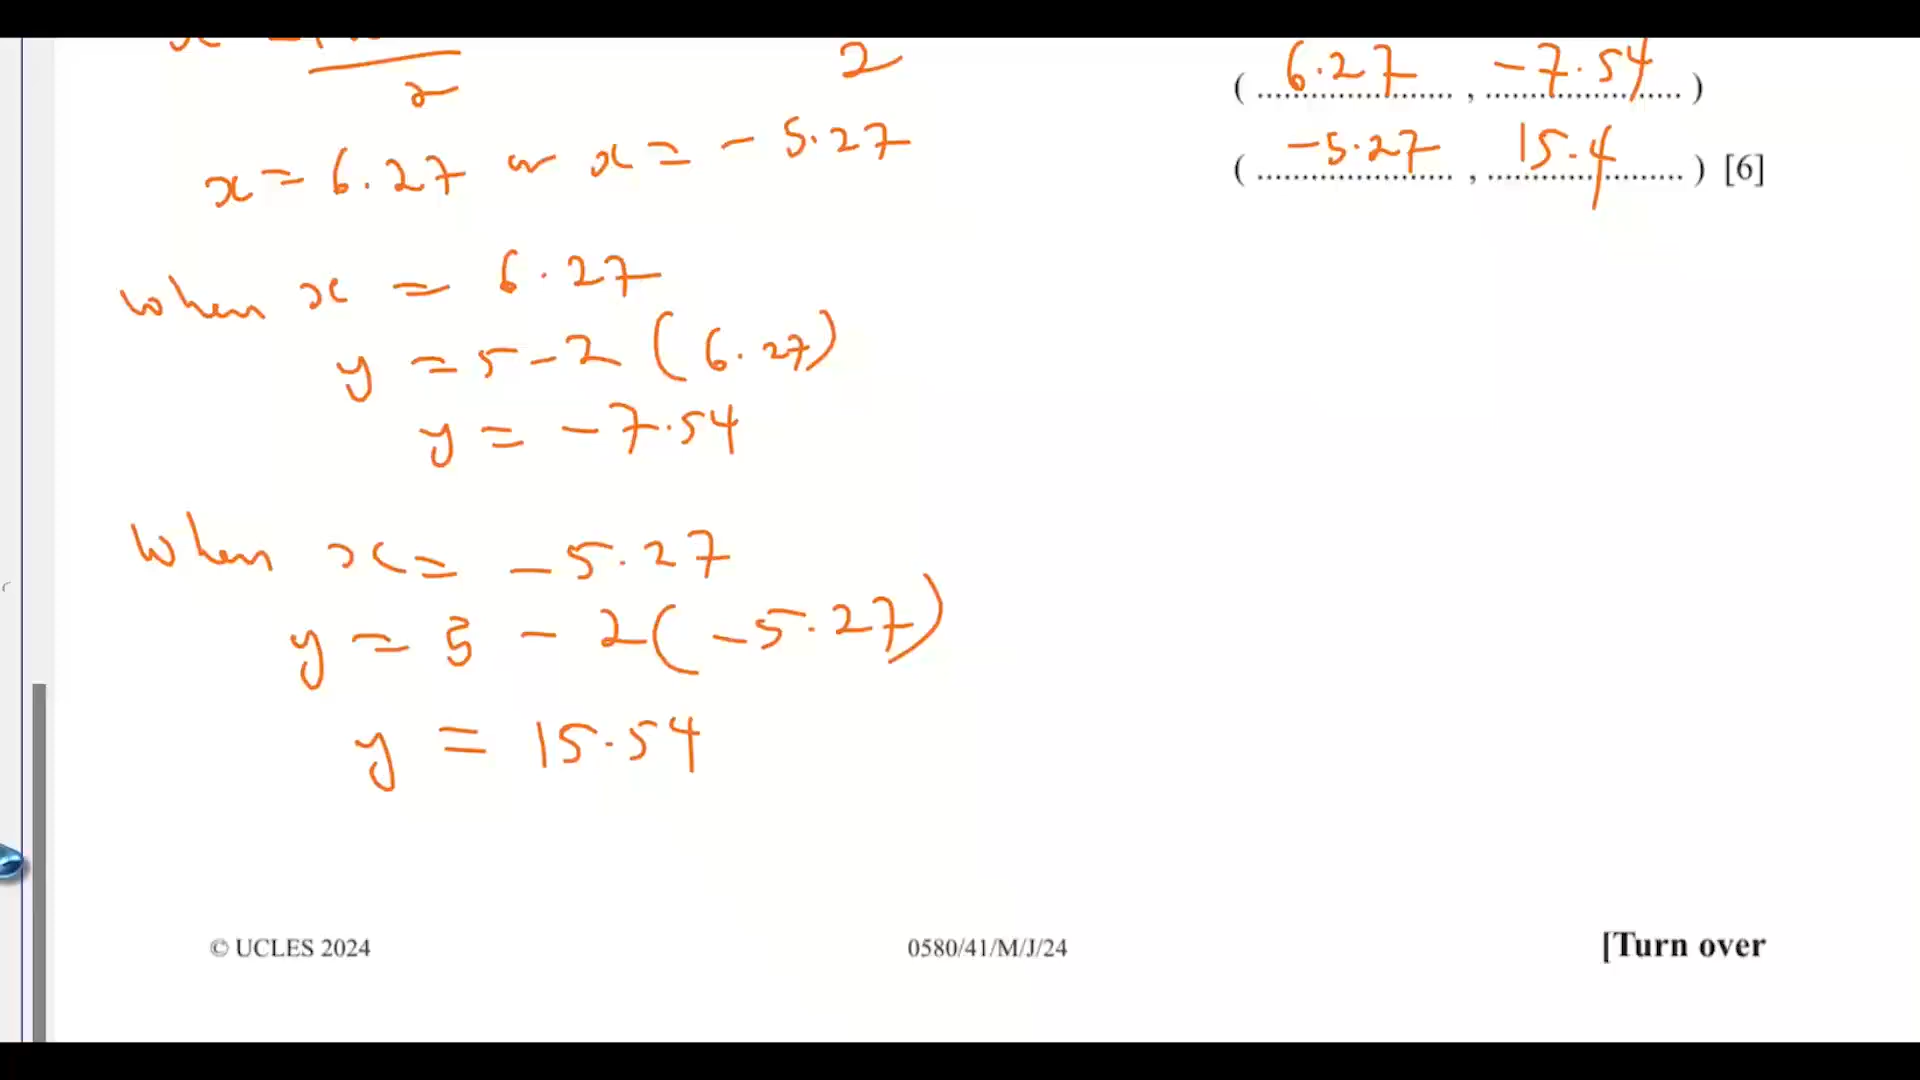 2
2
x = 6.27 or x = - 5.27
( 6.27 , -7.54 )
( -5.27 , 15.4 ) [6]
When x = 6.27
y = 5 - 2 (6.27)
y = -7.54
When x = -5.27
y = 5 - 2(-5.27)
y = 15.54
© UCLES 2024
0580/41/M/J/24
[Turn over